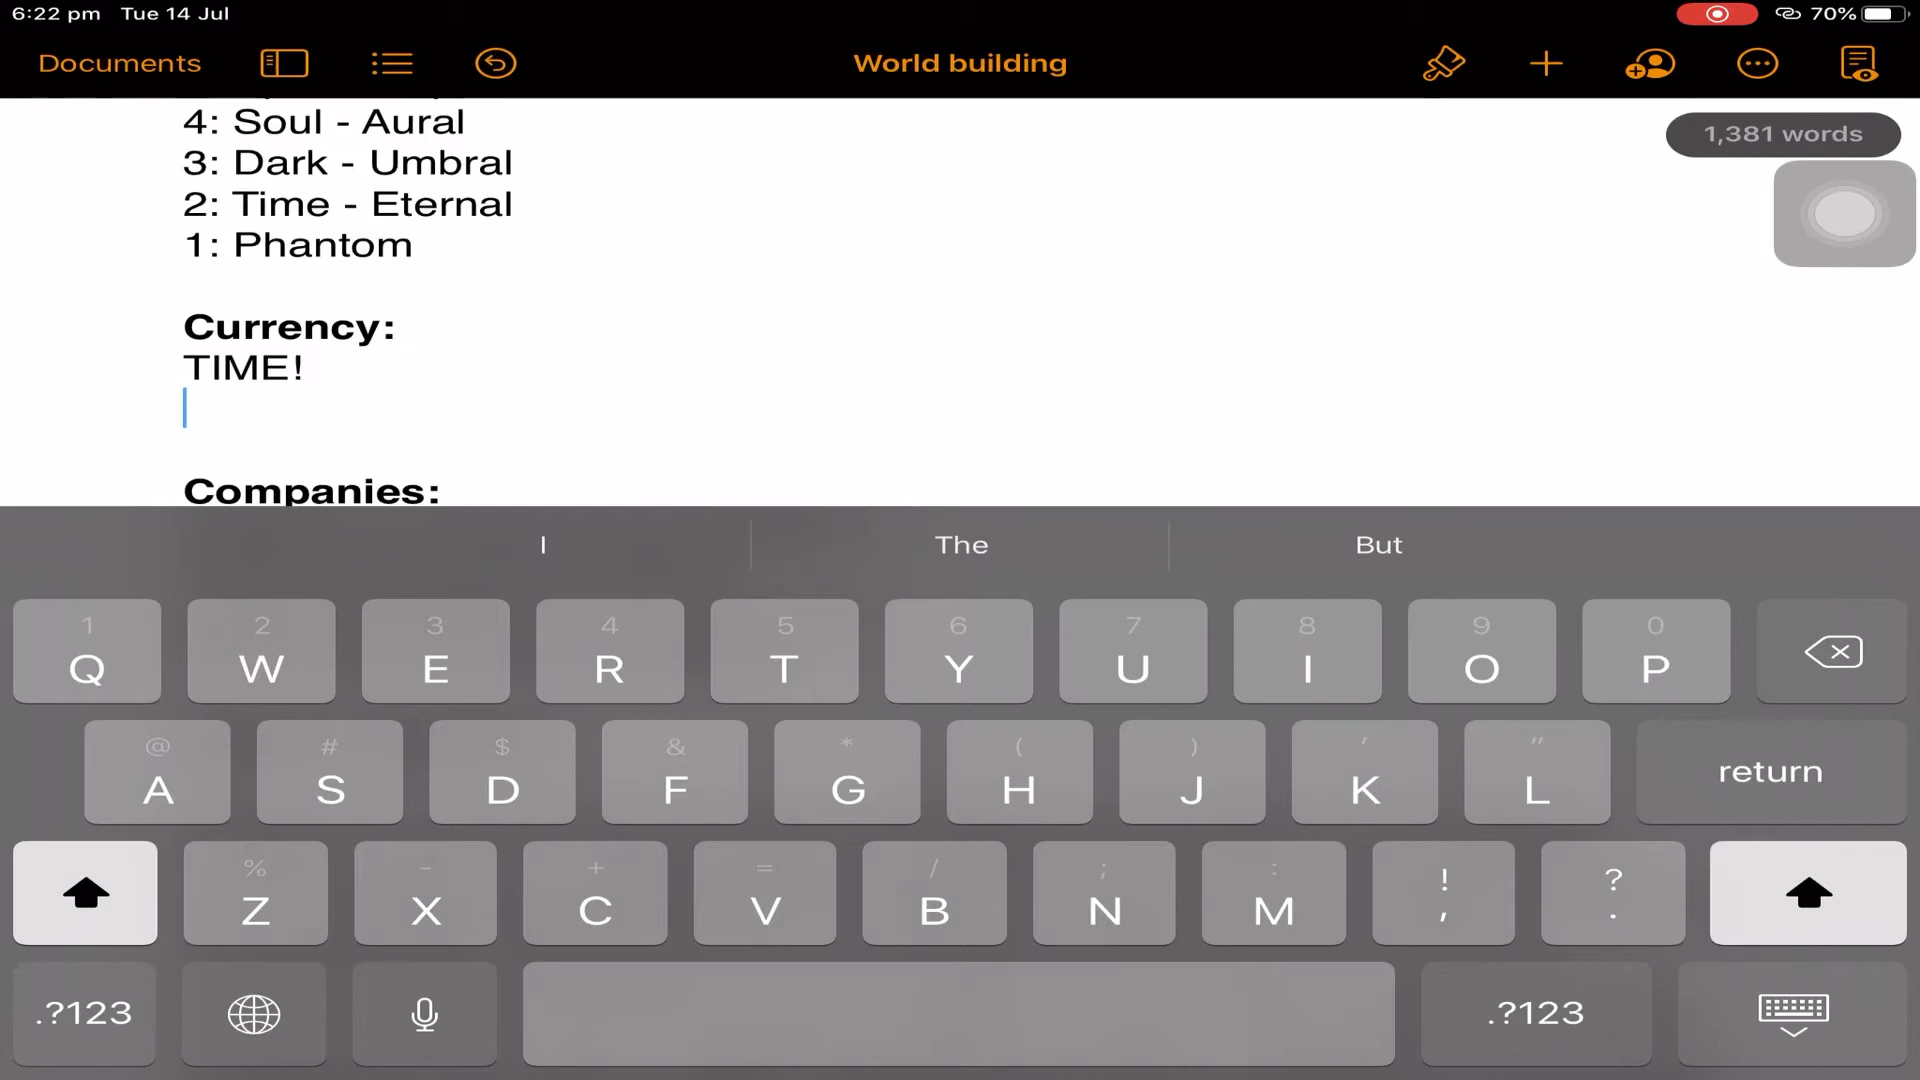 6:22 pm Tue 14 Jul
70%
Documents
World building
1,381 words
4: Soul - Aural
3: Dark - Umbral
2: Time - Eternal
1: Phantom
Currency:
TIME!
Companies:
I The But
1 2 3 4 5 6 7 8 9 0
Q W E R T Y U I O P
@ # $ & * ( ) ' "
A S D F G H J K L return
% - + = / ; : ! ?
Z X C V B N M , .
.?123 .?123